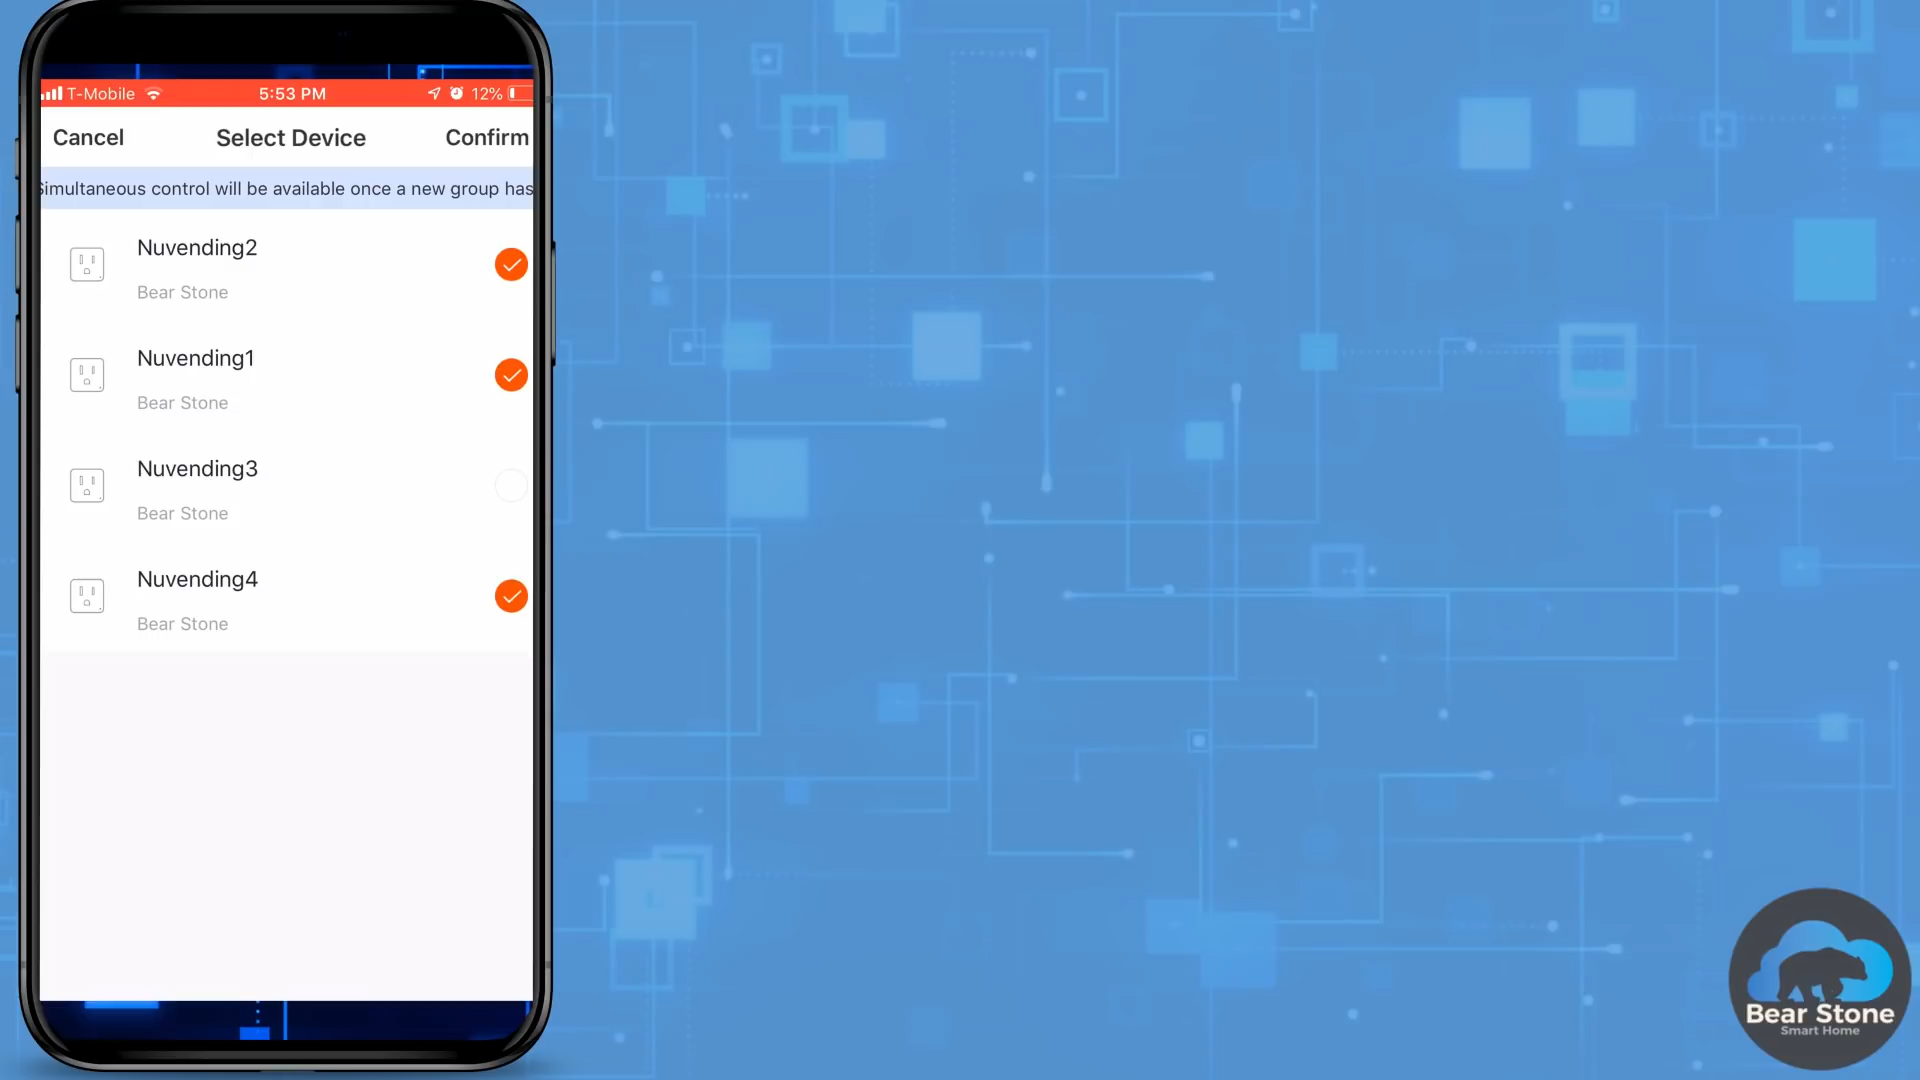 T-Mobile 5:53 PM 12%
Cancel Select Device Confirm
Simultaneous control will be available once a new group has
Nuvending2
Bear Stone
Nuvending1
Bear Stone
Nuvending3
Bear Stone
Nuvending4
Bear Stone
Bear Stone
Smart Home